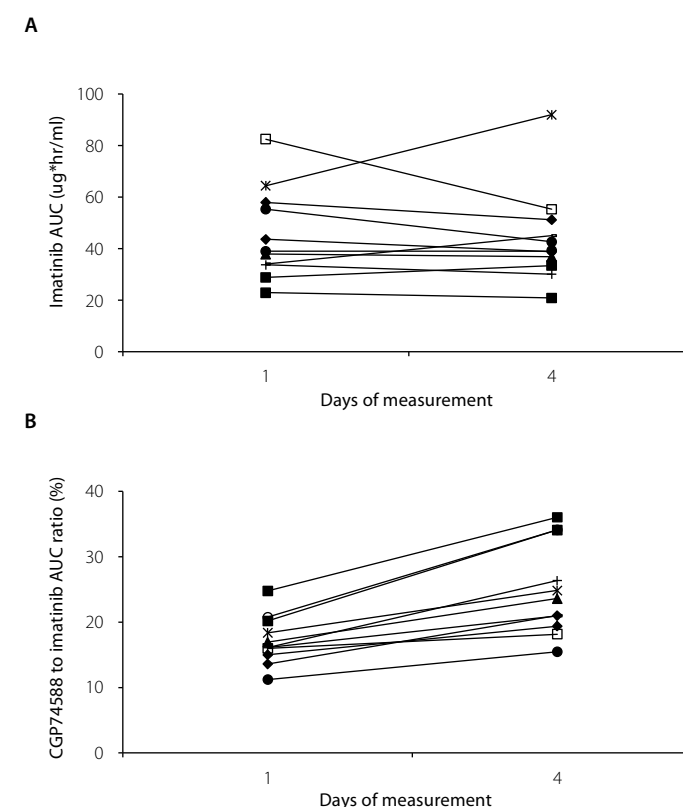 A
100
80
60
40
20
0
Imatinib AUC (ug*hr/ml)
1 4
Days of measurement
B
40
30
20
10
0
CGP74588 to imatinib AUC ratio (%)
1 4
Days of measurement